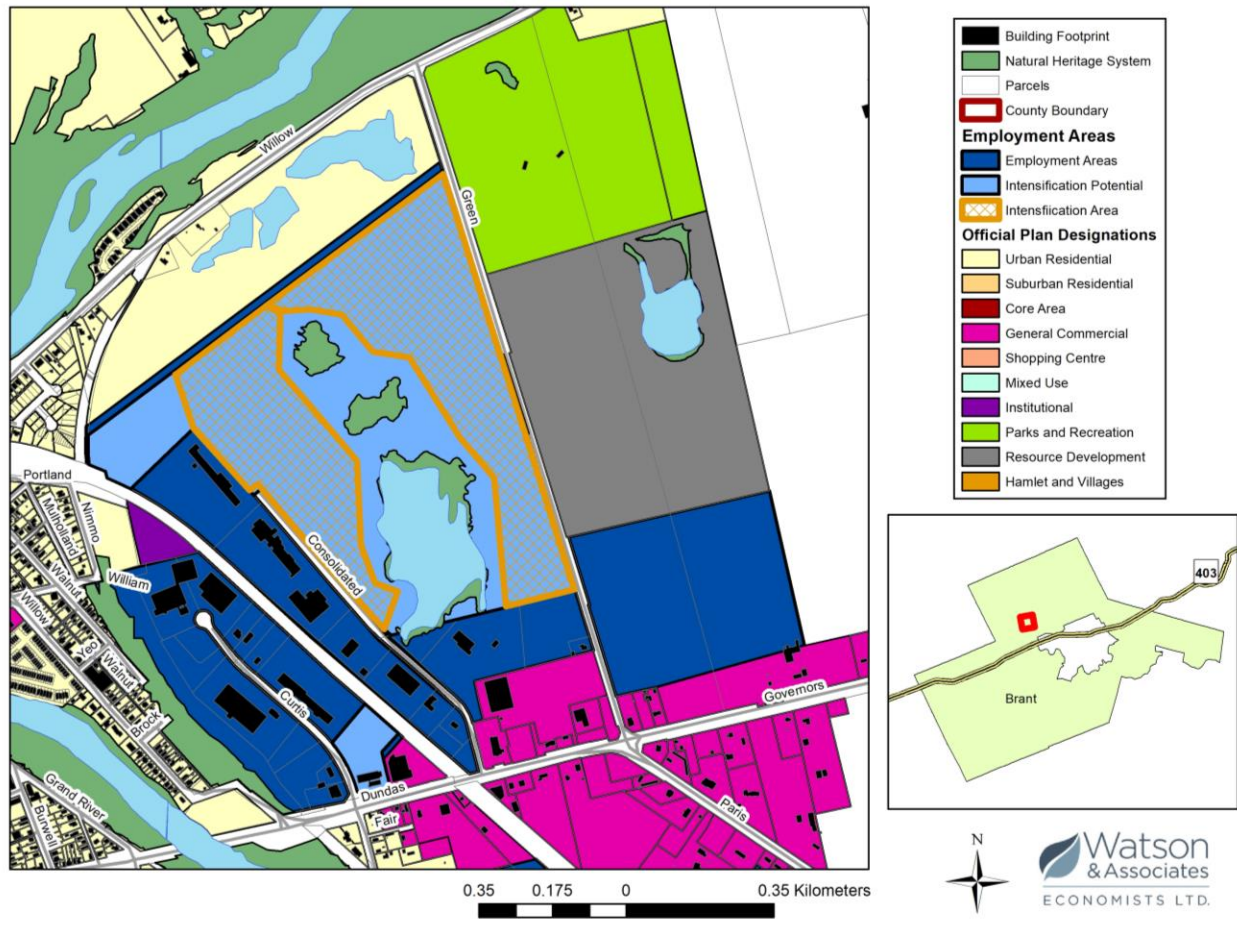 Willow
Green
Portland
Nimmo
Mulholland
Walnut
William
Willow
Yeo
Walnut
Brock
Consolidated
Curtis
Grand River
Burwell
Dundas
Fair
Governors
Paris
Building Footprint
Natural Heritage System
Parcels
County Boundary
Employment Areas
Employment Areas
Intensification Potential
Intensfiication Area
Official Plan Designations
Urban Residential
Suburban Residential
Core Area
General Commercial
Shopping Centre
Mixed Use
Institutional
Parks and Recreation
Resource Development
Hamlet and Villages
403
Brant
0.35 0.175 0 0.35 Kilometers
N
Watson
& Associates
ECONOMISTS LTD.